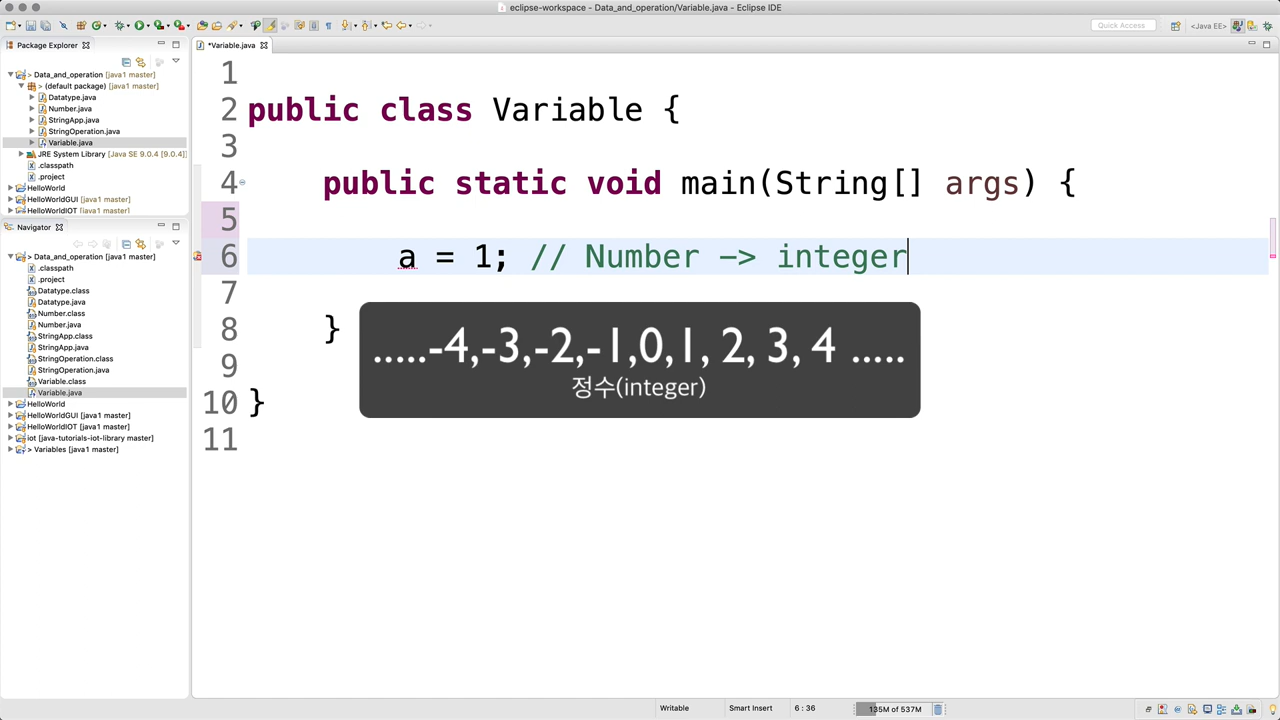 eclipse-workspace - Data_and_operation/Variable.java - Eclipse IDE
Quick Access
<Java EE>
Package Explorer
> Data_and_operation [java1 master]
> (default package) [java1 master]
Datatype.java
Number.java
StringApp.java
StringOperation.java
Variable.java
JRE System Library [Java SE 9.0.4 [9.0.4]]
.classpath
.project
HelloWorld
HelloWorldGUI [java1 master]
HelloWorldIOT [java1 master]
Navigator
> Data_and_operation [java1 master]
.classpath
.project
Datatype.class
Datatype.java
Number.class
Number.java
StringApp.class
StringApp.java
StringOperation.class
StringOperation.java
Variable.class
Variable.java
HelloWorld
HelloWorldGUI [java1 master]
HelloWorldIOT [java1 master]
iot [java-tutorials-iot-library master]
> Variables [java1 master]
*Variable.java
1
2 public class Variable {
3
4 public static void main(String[] args) {
5
6 a = 1; // Number -> integer
7
8 }
9
10 }
11
.....-4,-3,-2,-1,0,1, 2, 3, 4 .....
정수(integer)
Writable
Smart Insert
6 : 36
135M of 537M